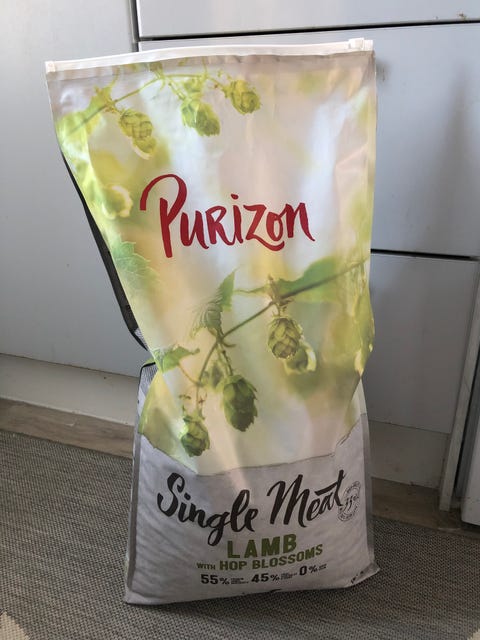 Purizon
Single Meat
LAMB
WITH HOP BLOSSOMS
55% 45% 0%